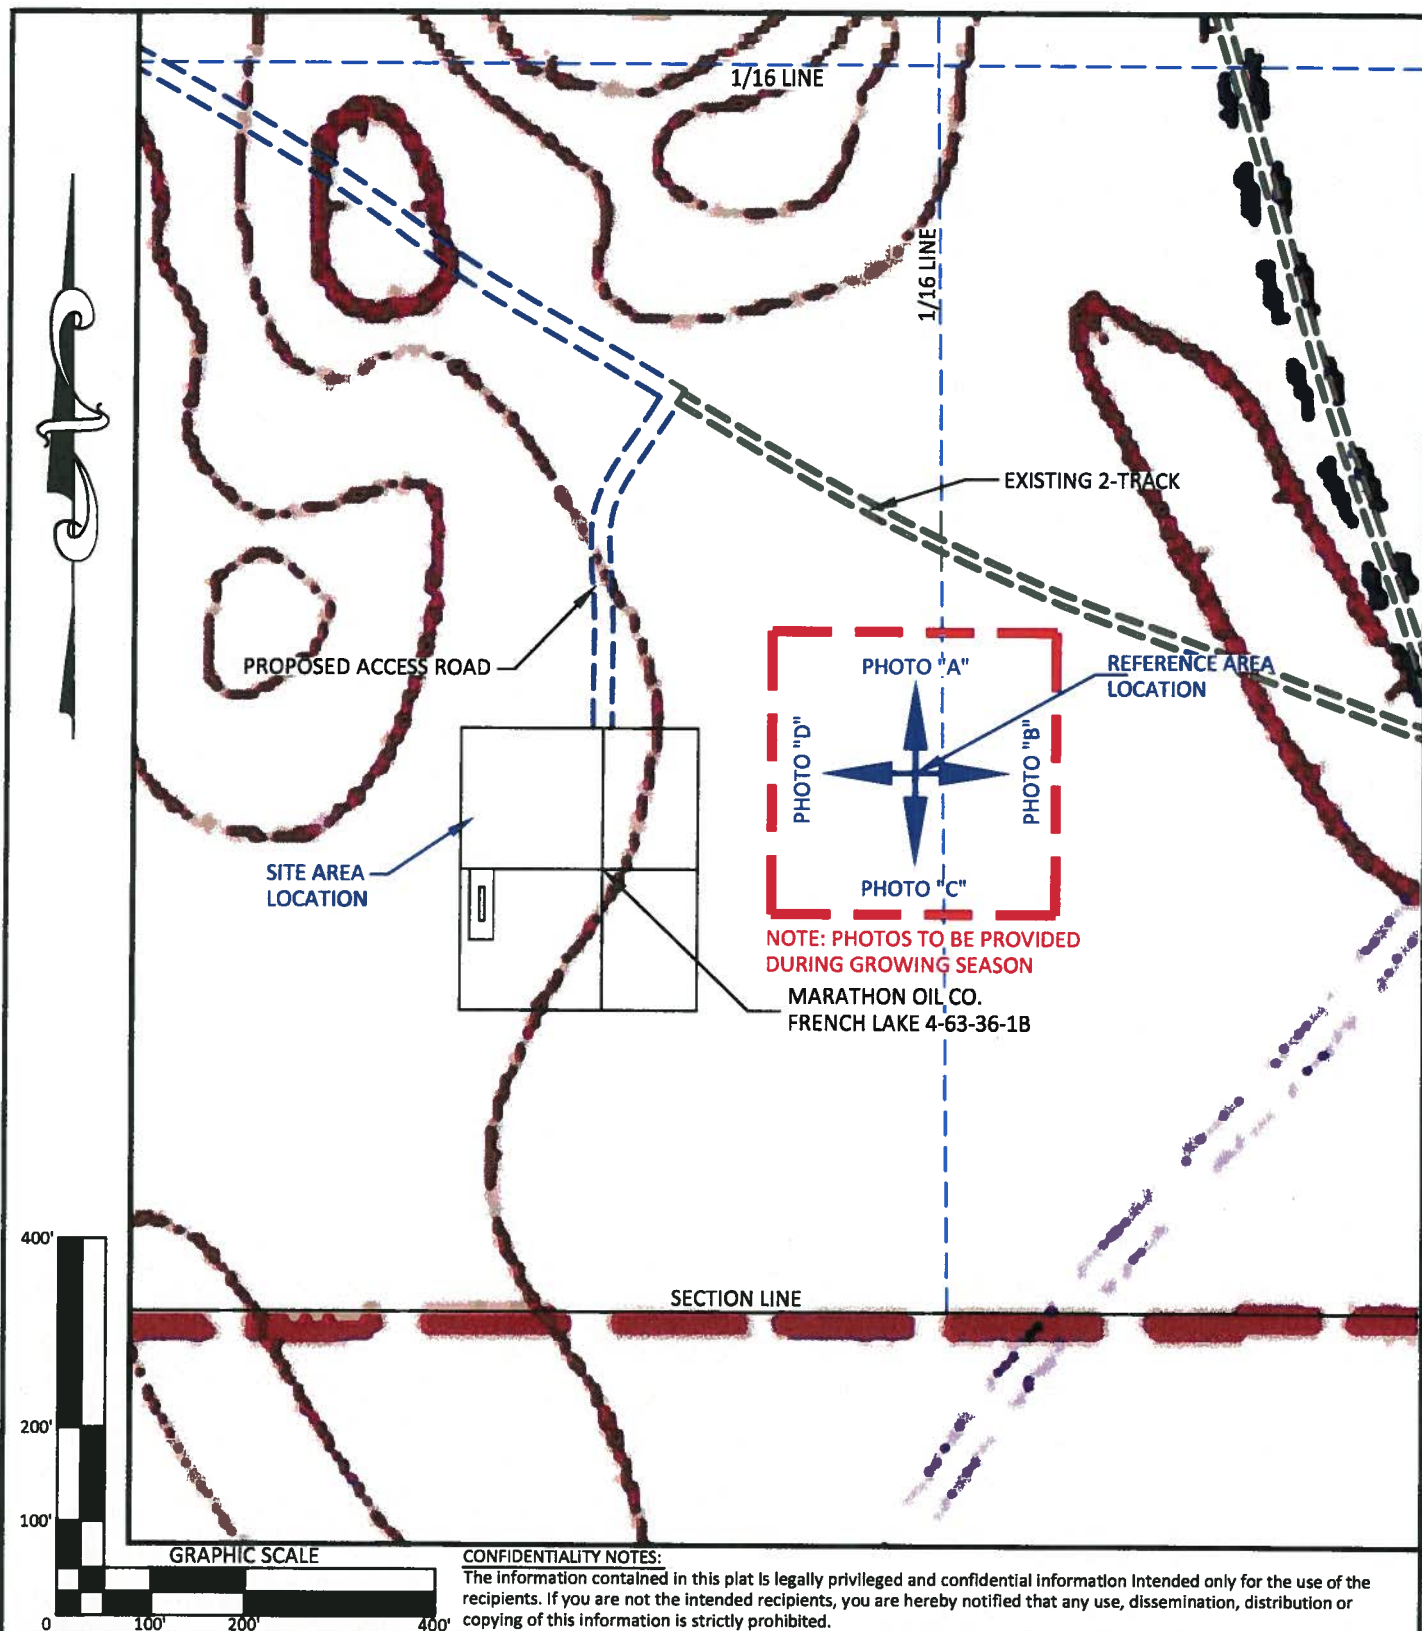 1/16 LINE
1/16 LINE
EXISTING 2-TRACK
PROPOSED ACCESS ROAD
PHOTO "A"
REFERENCE AREA
LOCATION
PHOTO "D"
PHOTO "B"
SITE AREA
LOCATION
PHOTO "C"
NOTE: PHOTOS TO BE PROVIDED
DURING GROWING SEASON
MARATHON OIL CO.
FRENCH LAKE 4-63-36-1B
SECTION LINE
400'
200'
100'
GRAPHIC SCALE
0 100' 200' 400'
CONFIDENTIALITY NOTES:
The information contained in this plat is legally privileged and confidential information intended only for the use of the
recipients. If you are not the intended recipients, you are hereby notified that any use, dissemination, distribution or
copying of this information is strictly prohibited.